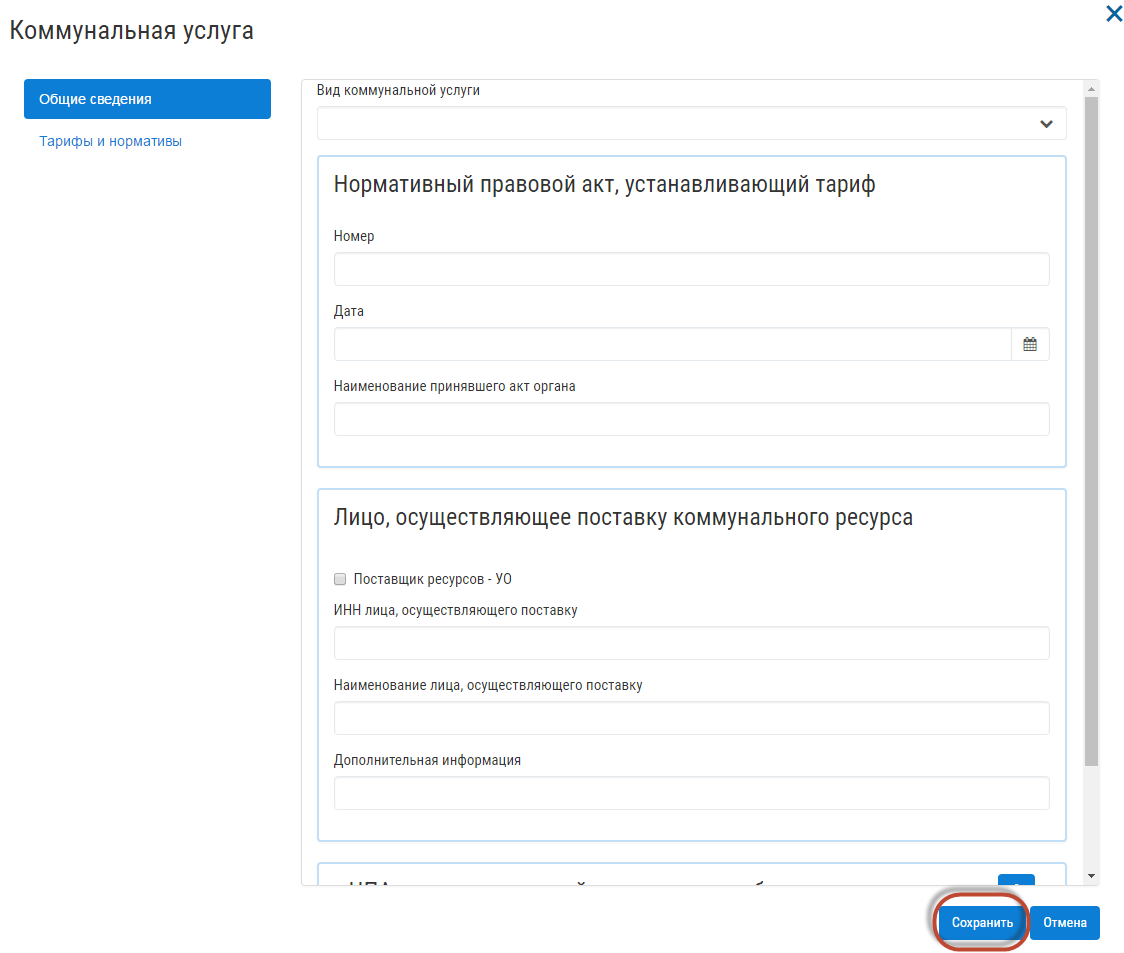 Коммунальная услуга
Общие сведения
Тарифы и нормативы
Вид коммунальной услуги
Нормативный правовой акт, устанавливающий тариф
Номер
Дата
Наименование принявшего акт органа
Лицо, осуществляющее поставку коммунального ресурса
Поставщик ресурсов - УО
ИНН лица, осуществляющего поставку
Наименование лица, осуществляющего поставку
Дополнительная информация
Сохранить
Отмена